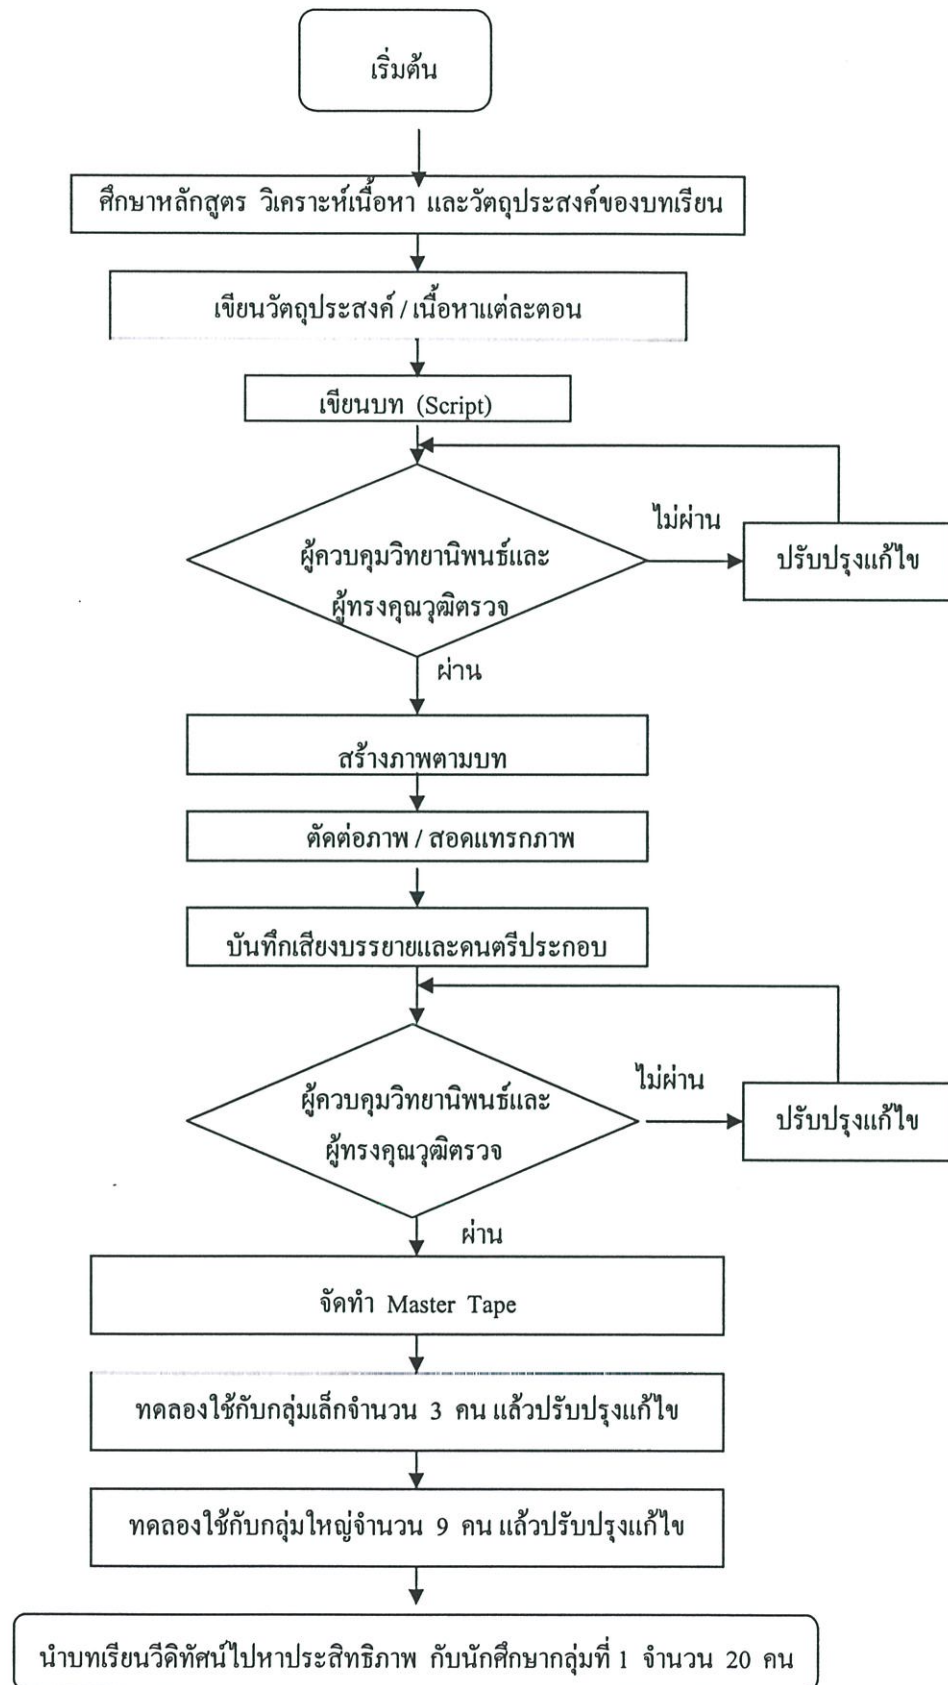 เริ่มต้น
ศึกษาหลักสูตร วิเคราะห์เนื้อหา และวัตถุประสงค์ของบทเรียน
เขียนวัตถุประสงค์ / เนื้อหาแต่ละตอน
เขียนบท (Script)
ไม่ผ่าน
ผู้ควบคุมวิทยานิพนธ์และ
ผู้ทรงคุณวุฒิตรวจ
ปรับปรุงแก้ไข
ผ่าน
สร้างภาพตามบท
ตัดต่อภาพ / สอดแทรกภาพ
บันทึกเสียงบรรยายและดนตรีประกอบ
ไม่ผ่าน
ผู้ควบคุมวิทยานิพนธ์และ
ผู้ทรงคุณวุฒิตรวจ
ปรับปรุงแก้ไข
ผ่าน
จัดทำ Master Tape
ทดลองใช้กับกลุ่มเล็กจำนวน 3 คน แล้วปรับปรุงแก้ไข
ทดลองใช้กับกลุ่มใหญ่จำนวน 9 คน แล้วปรับปรุงแก้ไข
นำบทเรียนวีดิทัศน์ไปหาประสิทธิภาพ กับนักศึกษากลุ่มที่ 1 จำนวน 20 คน